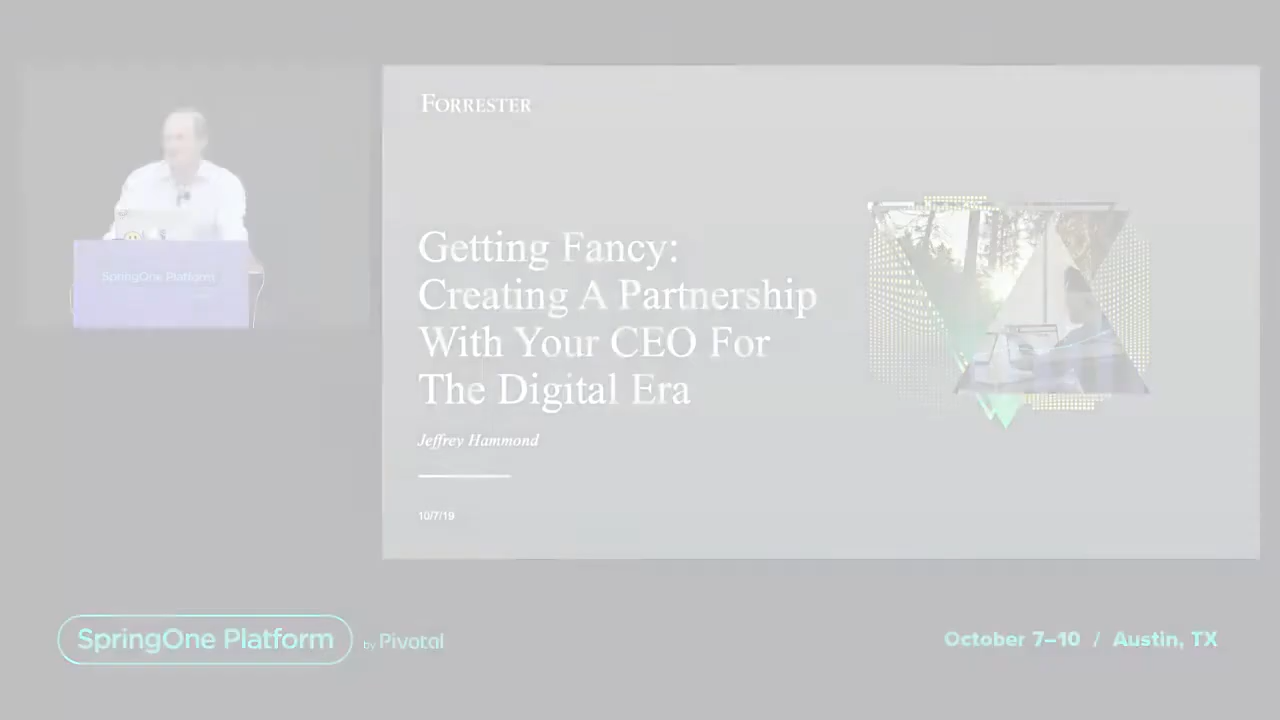 FORRESTER
Getting Fancy:
Creating A Partnership
With Your CEO For
The Digital Era
Jeffrey Hammond
10/7/19
SpringOne Platform
SpringOne Platform by Pivotal
October 7–10 / Austin, TX